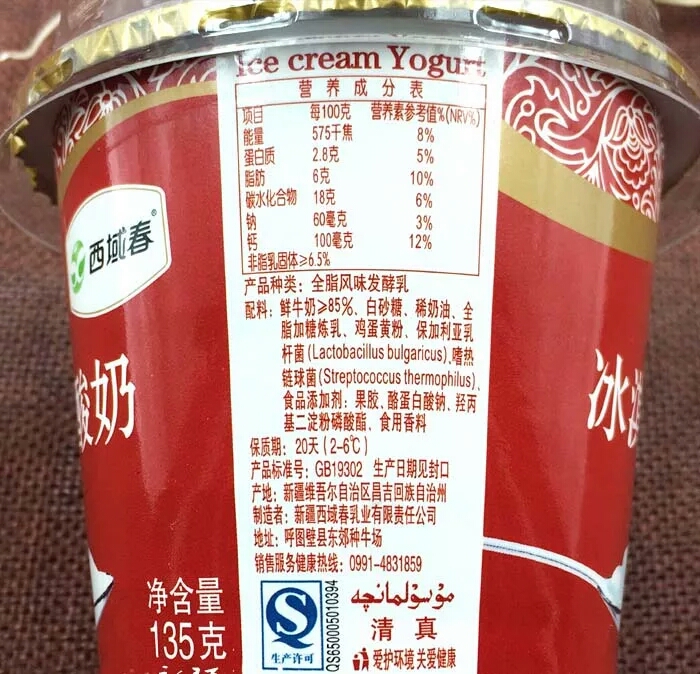 Ice cream Yogurt
营养成分表
项目 每100克 营养素参考值%(NRV%)
能量 575千焦 8%
蛋白质 2.8克 5%
脂肪 6克 10%
碳水化合物 18克 6%
钠 60毫克 3%
钙 100毫克 12%
非脂乳固体≥6.5%
产品种类：全脂风味发酵乳
配料：鲜牛奶≥85%、白砂糖、稀奶油、全
脂加糖炼乳、鸡蛋黄粉、保加利亚乳
杆菌(Lactobacillus bulgaricus)、嗜热
链球菌(Streptococcus thermophilus)、
食品添加剂：果胶、酪蛋白酸钠、羟丙
基二淀粉磷酸酯、食用香料
保质期：20天(2-6℃)
产品标准号：GB19302 生产日期见封口
产地：新疆维吾尔自治区昌吉回族自治州
制造者：新疆西域春乳业有限责任公司
地址：呼图壁县东郊种牛场
销售服务健康热线：0991-4831859
QS650005010394
生产许可
مۇسۇلمانچە
清真
爱护环境 关爱健康
西域春®
酸奶
净含量
135克
冰